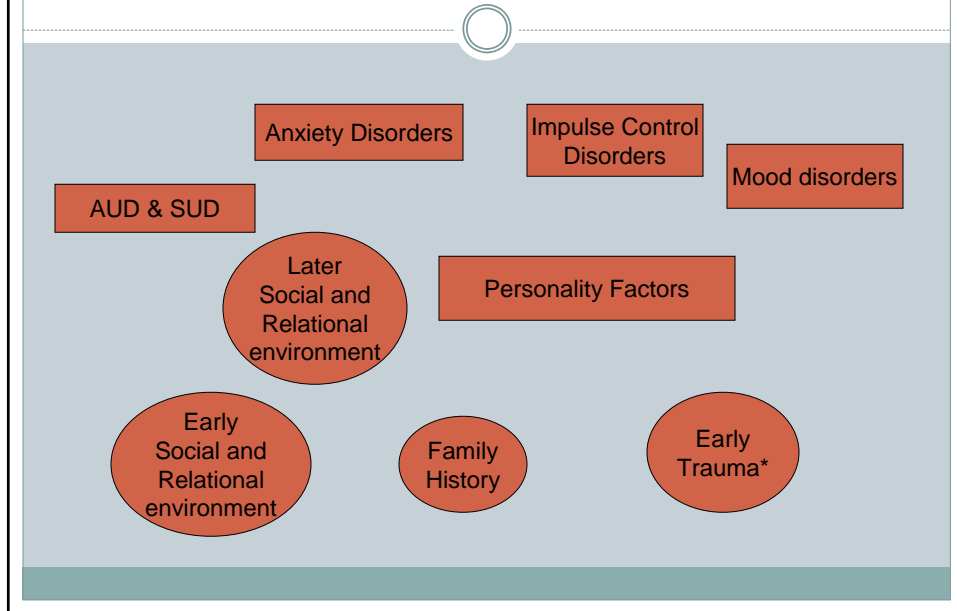 Anxiety Disorders
Impulse Control
Disorders
Mood disorders
AUD & SUD
Later
Social and
Relational
environment
Personality Factors
Early
Social and
Relational
environment
Family
History
Early
Trauma*